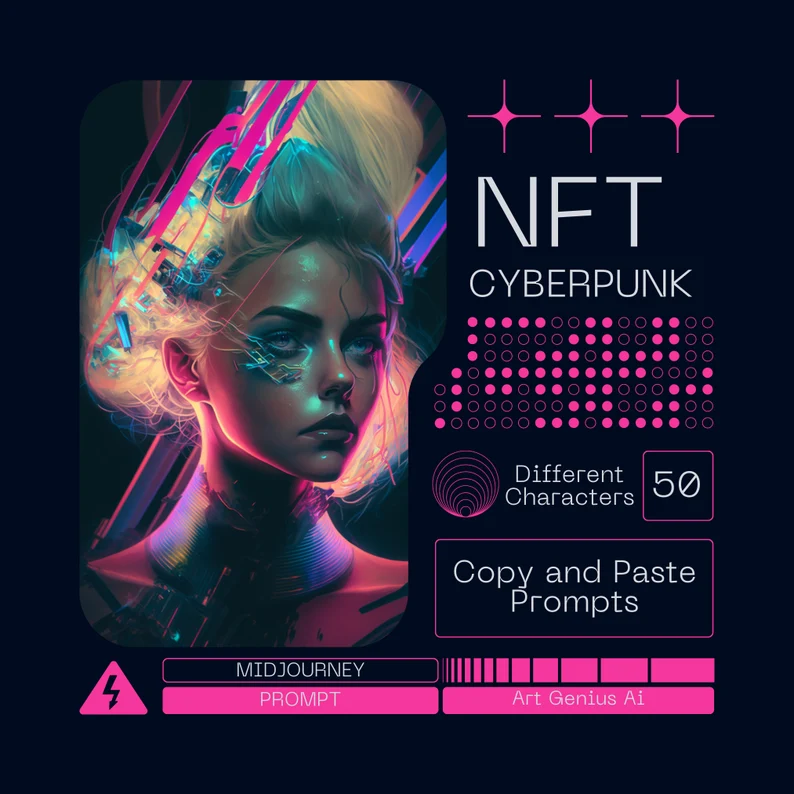 NFT
CYBERPUNK
Different
Characters
50
Copy and Paste
Prompts
MIDJOURNEY
PROMPT
Art Genius Ai